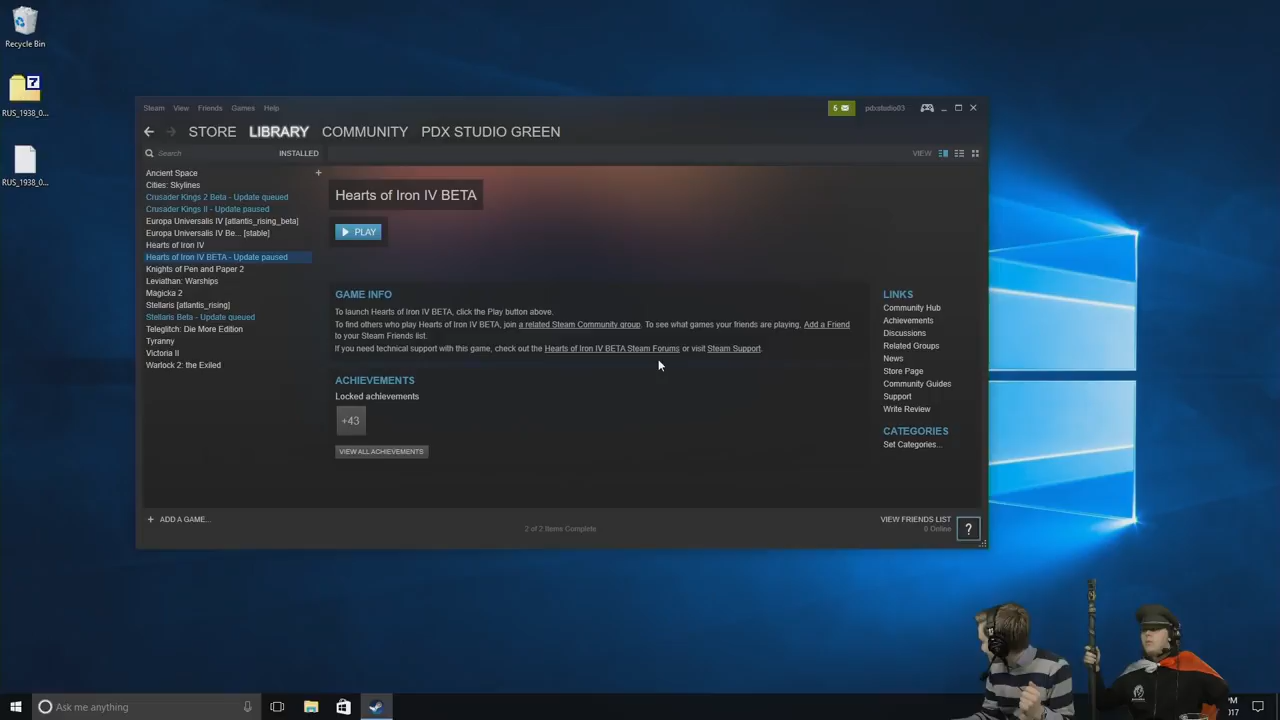 Recycle Bin
7
RUS_1938_0...
RUS_1938_0...
Steam View Friends Games Help
5
pdxstudio03
STORE LIBRARY COMMUNITY PDX STUDIO GREEN
Search
INSTALLED
VIEW
Ancient Space
Cities: Skylines
Crusader Kings 2 Beta - Update queued
Crusader Kings II - Update paused
Europa Universalis IV [atlantis_rising_beta]
Europa Universalis IV Be... [stable]
Hearts of Iron IV
Hearts of Iron IV BETA - Update paused
Knights of Pen and Paper 2
Leviathan: Warships
Magicka 2
Stellaris [atlantis_rising]
Stellaris Beta - Update queued
Teleglitch: Die More Edition
Tyranny
Victoria II
Warlock 2: the Exiled
+
Hearts of Iron IV BETA
PLAY
GAME INFO
To launch Hearts of Iron IV BETA, click the Play button above.
To find others who play Hearts of Iron IV BETA, join a related Steam Community group. To see what games your friends are playing, Add a Friend
to your Steam Friends list.
If you need technical support with this game, check out the Hearts of Iron IV BETA Steam Forums or visit Steam Support.
ACHIEVEMENTS
Locked achievements
+43
VIEW ALL ACHIEVEMENTS
LINKS
Community Hub
Achievements
Discussions
Related Groups
News
Store Page
Community Guides
Support
Write Review
CATEGORIES
Set Categories...
+ ADD A GAME...
2 of 2 Items Complete
VIEW FRIENDS LIST
0 Online
?
Ask me anything